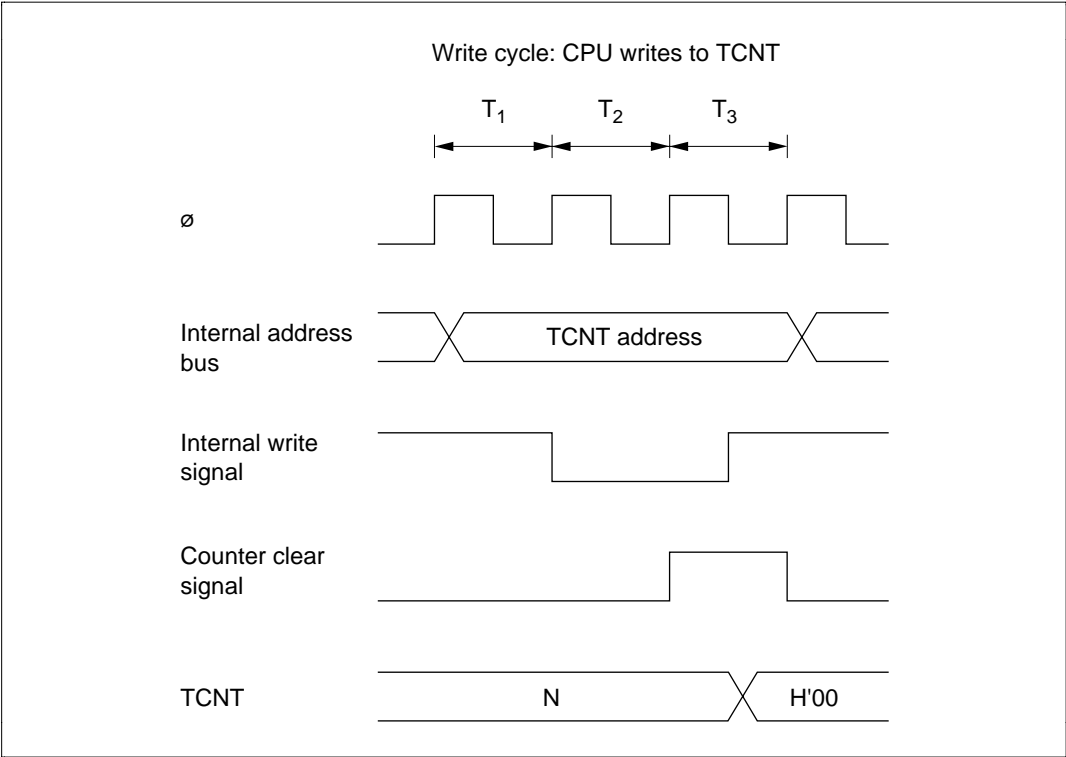 Write cycle: CPU writes to TCNT
T₁ T₂ T₃
ø
Internal address
bus
TCNT address
Internal write
signal
Counter clear
signal
TCNT N H'00